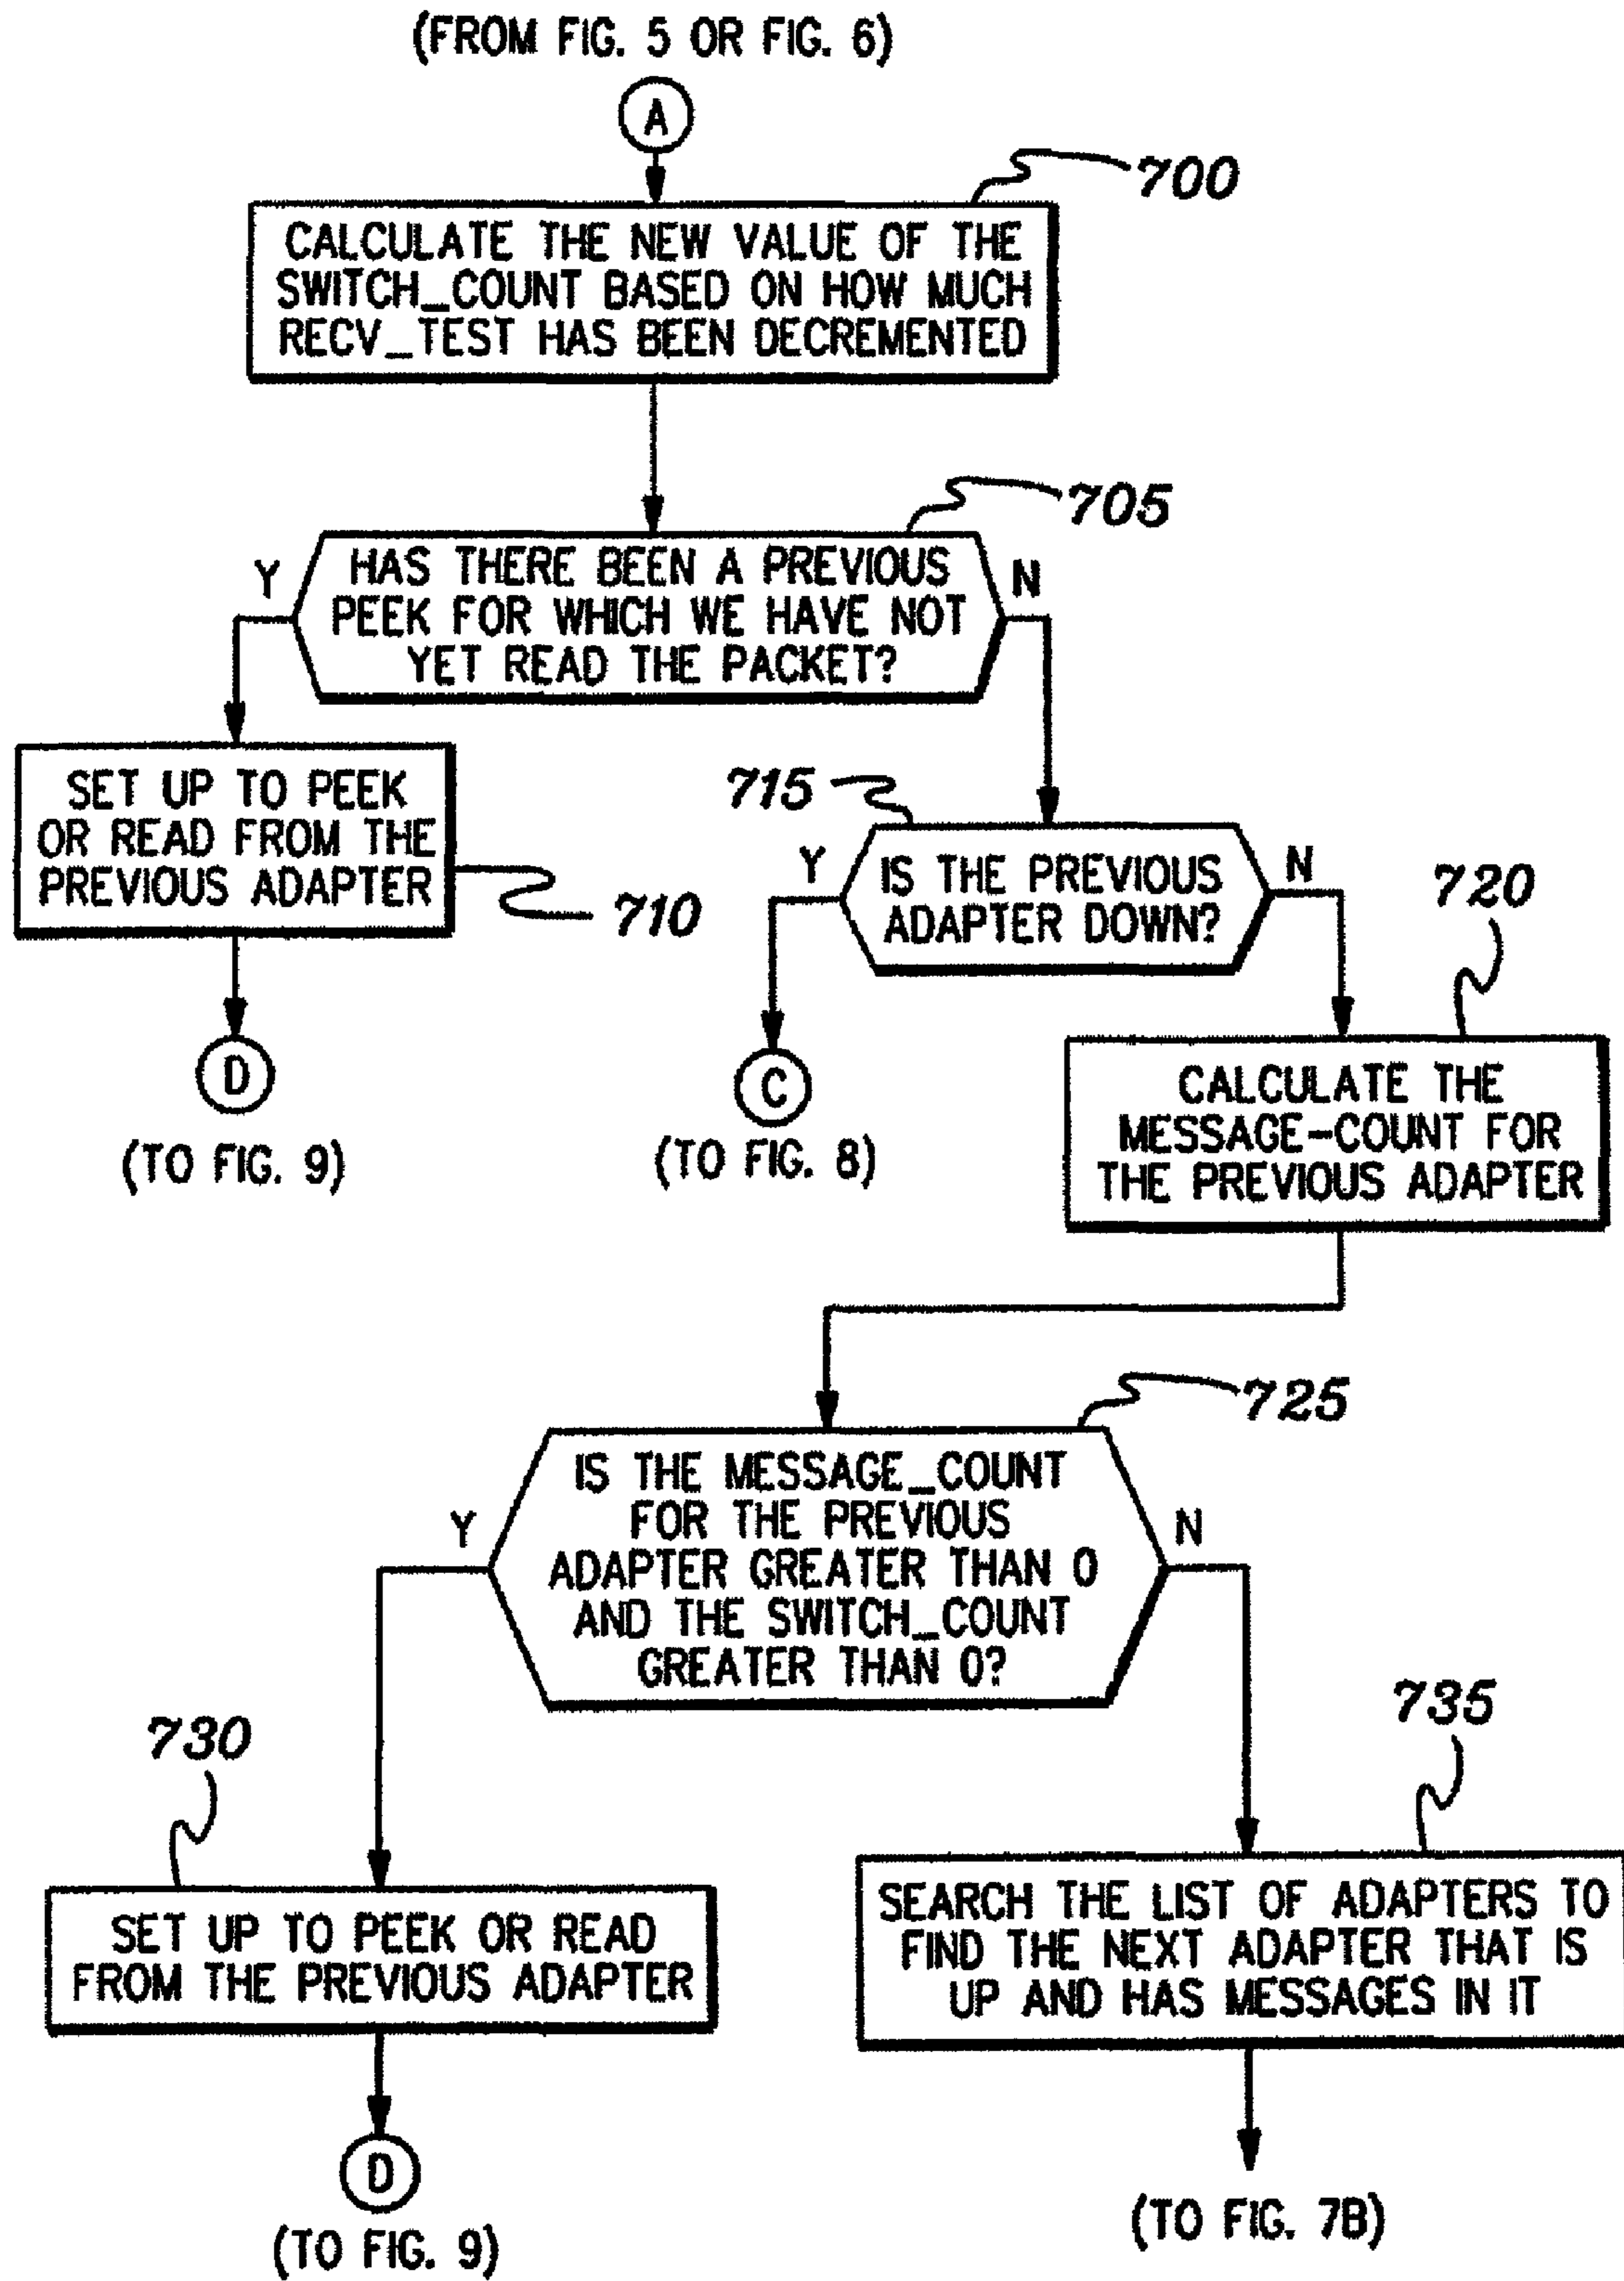 (FROM FIG. 5 OR FIG. 6)
A
700
CALCULATE THE NEW VALUE OF THE
SWITCH_COUNT BASED ON HOW MUCH
RECV_TEST HAS BEEN DECREMENTED
705
Y
HAS THERE BEEN A PREVIOUS
PEEK FOR WHICH WE HAVE NOT
YET READ THE PACKET?
N
SET UP TO PEEK
OR READ FROM THE
PREVIOUS ADAPTER
710
D
(TO FIG. 9)
715
Y
IS THE PREVIOUS
ADAPTER DOWN?
N
C
(TO FIG. 8)
720
CALCULATE THE
MESSAGE-COUNT FOR
THE PREVIOUS ADAPTER
725
Y
IS THE MESSAGE_COUNT
FOR THE PREVIOUS
ADAPTER GREATER THAN 0
AND THE SWITCH_COUNT
GREATER THAN 0?
N
730
SET UP TO PEEK OR READ
FROM THE PREVIOUS ADAPTER
D
(TO FIG. 9)
735
SEARCH THE LIST OF ADAPTERS TO
FIND THE NEXT ADAPTER THAT IS
UP AND HAS MESSAGES IN IT
(TO FIG. 7B)